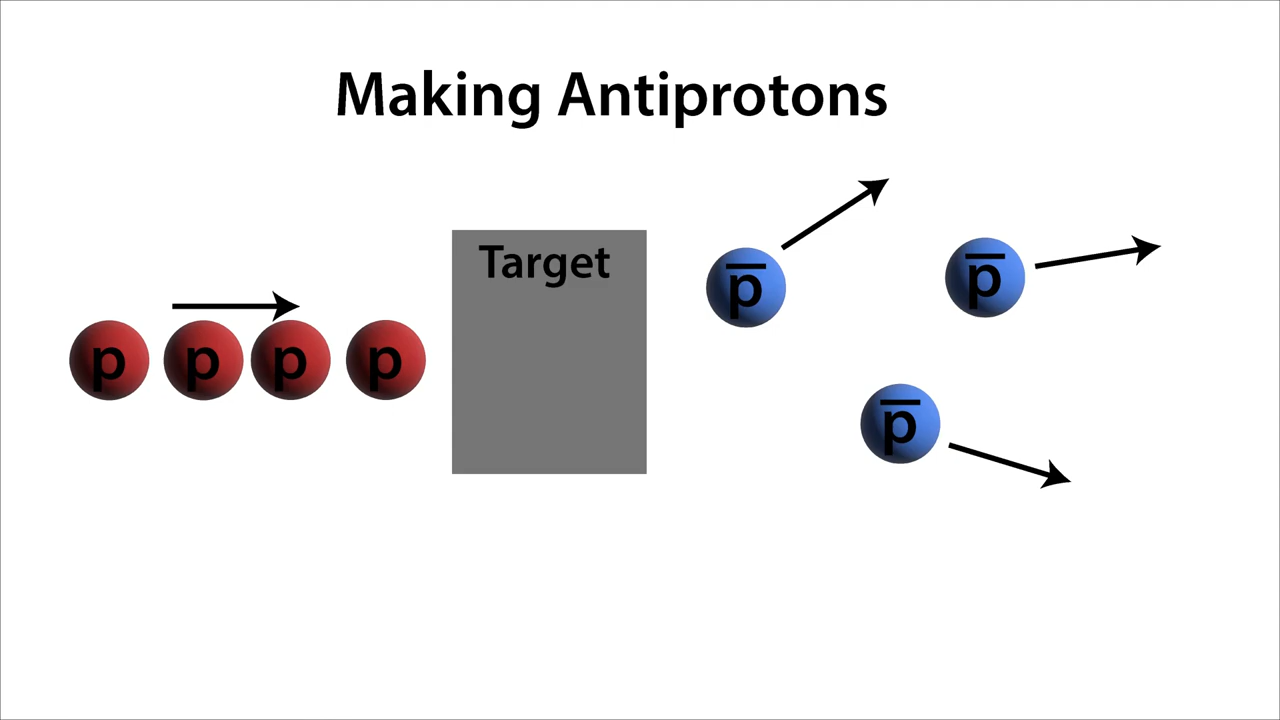 Making Antiprotons
Target
p p p p
p̅ p̅
p̅